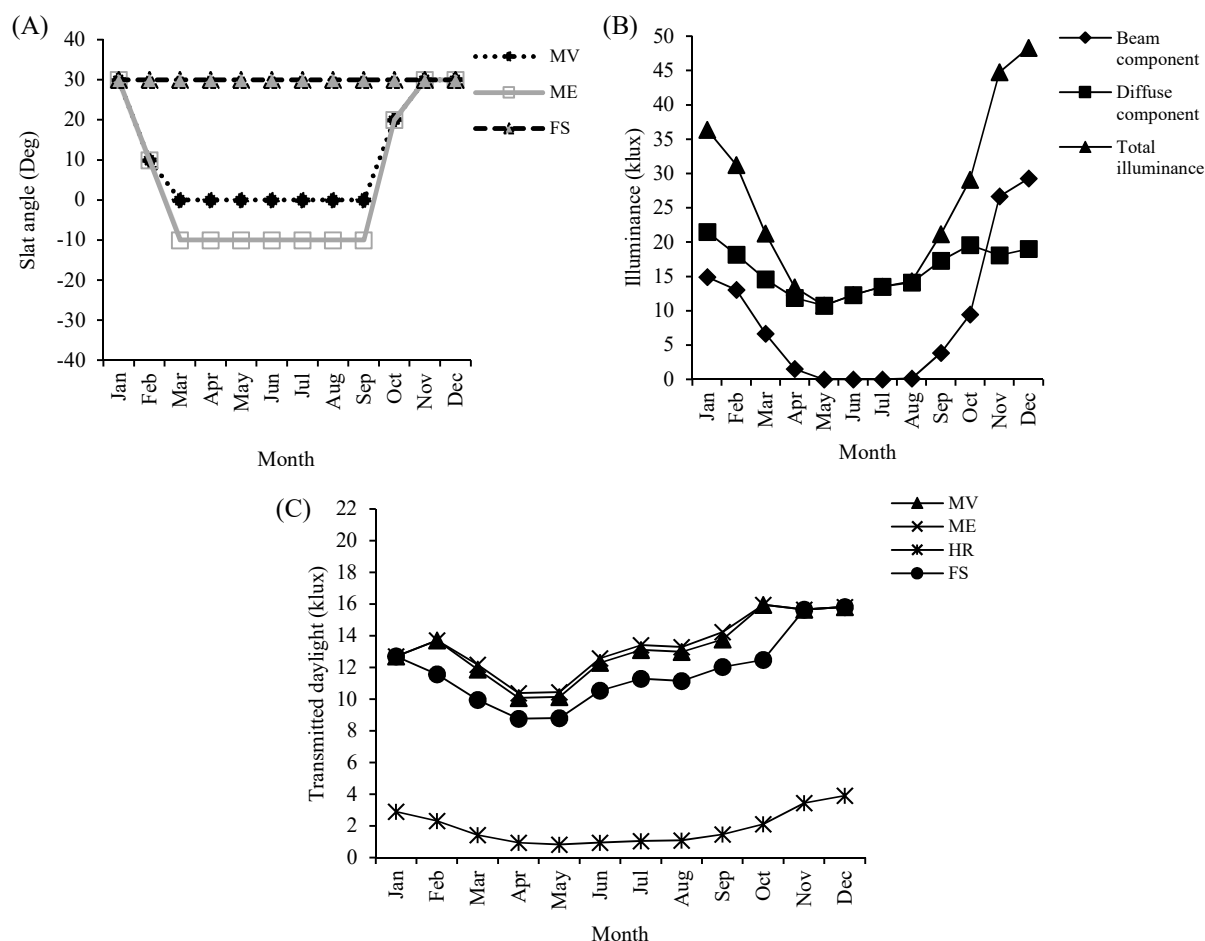 (A)
Slat angle (Deg)
40
30
20
10
0
-10
-20
-30
-40
Jan
Feb
Mar
Apr
May
Jun
Jul
Aug
Sep
Oct
Nov
Dec
Month
MV
ME
FS
(B)
Illuminance (klux)
50
45
40
35
30
25
20
15
10
5
0
Jan
Feb
Mar
Apr
May
Jun
Jul
Aug
Sep
Oct
Nov
Dec
Month
Beam
component
Diffuse
component
Total
illuminance
(C)
Transmitted daylight (klux)
22
20
18
16
14
12
10
8
6
4
2
0
Jan
Feb
Mar
Apr
May
Jun
Jul
Aug
Sep
Oct
Nov
Dec
Month
MV
ME
HR
FS